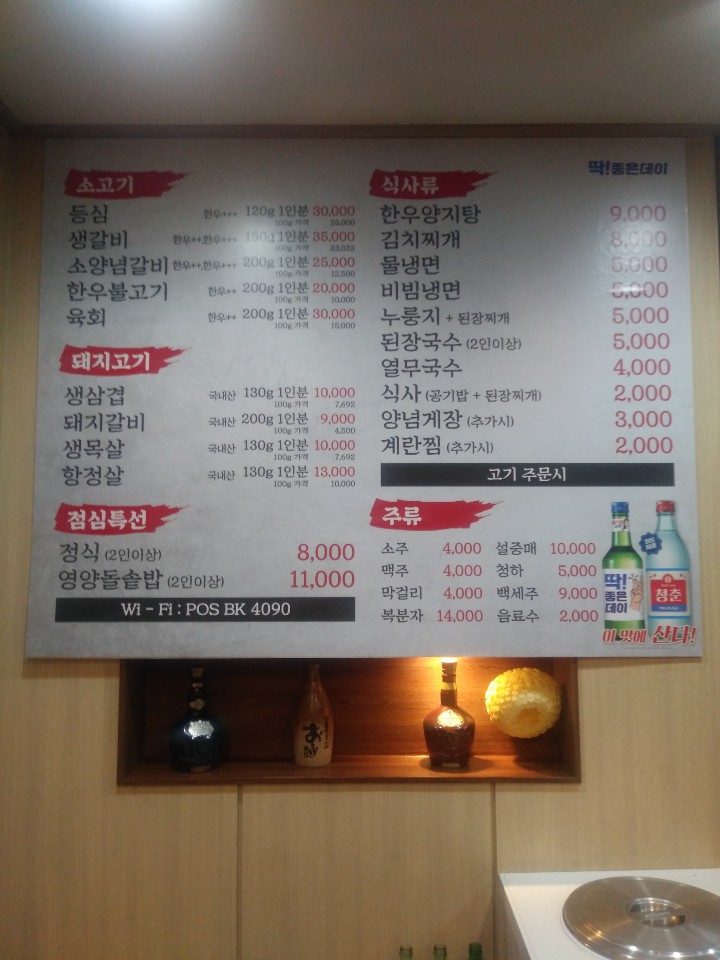 소고기
등심 한우+++ 120g 1인분 30,000
100g 가격 25,000
생갈비 한우++,한우+++ 150g 1인분 35,000
100g 가격 23,333
소양념갈비 한우++,한우+++ 200g 1인분 25,000
100g 가격 12,500
한우불고기 한우++ 200g 1인분 20,000
100g 가격 10,000
육회 한우++ 200g 1인분 30,000
100g 가격 15,000
돼지고기
생삼겹 국내산 130g 1인분 10,000
100g 가격 7,692
돼지갈비 국내산 200g 1인분 9,000
100g 가격 4,500
생목살 국내산 130g 1인분 10,000
100g 가격 7,692
항정살 국내산 130g 1인분 13,000
100g 가격 10,000
점심특선
정식 (2인이상) 8,000
영양돌솥밥 (2인이상) 11,000
Wi - Fi : POS BK 4090
딱! 좋은데이
식사류
한우양지탕 9,000
김치찌개 8,000
물냉면 5,000
비빔냉면 5,000
누룽지 + 된장찌개 5,000
된장국수 (2인이상) 5,000
열무국수 4,000
식사 (공기밥 + 된장찌개) 2,000
양념게장 (추가시) 3,000
계란찜 (추가시) 2,000
고기 주문시
주류
소주 4,000 설중매 10,000
맥주 4,000 청하 5,000
막걸리 4,000 백세주 9,000
복분자 14,000 음료수 2,000
딱!
좋은
데이
청춘
이 맛에 산다!